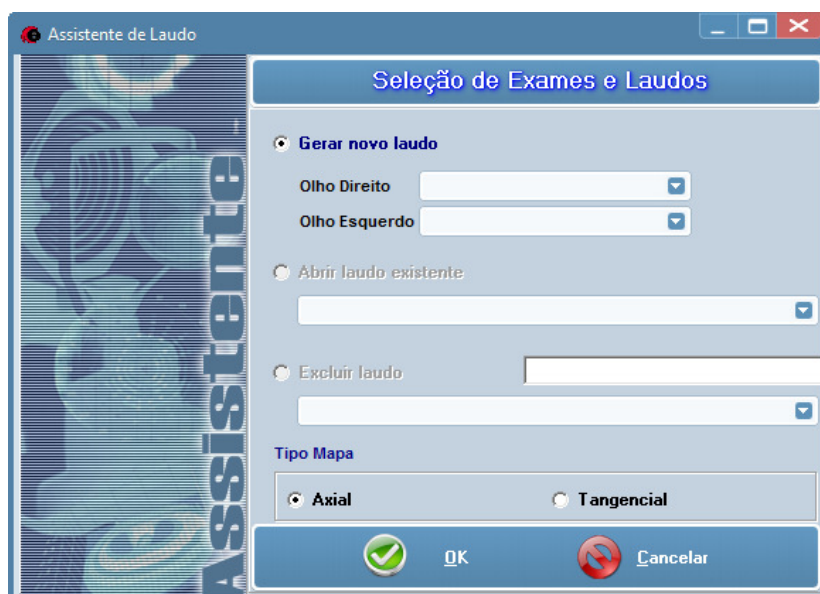 Assistente de Laudo
Seleção de Exames e Laudos
Gerar novo laudo
Olho Direito
Olho Esquerdo
Abrir laudo existente
Excluir laudo
Tipo Mapa
Axial
Tangencial
OK
Cancelar
Assistente